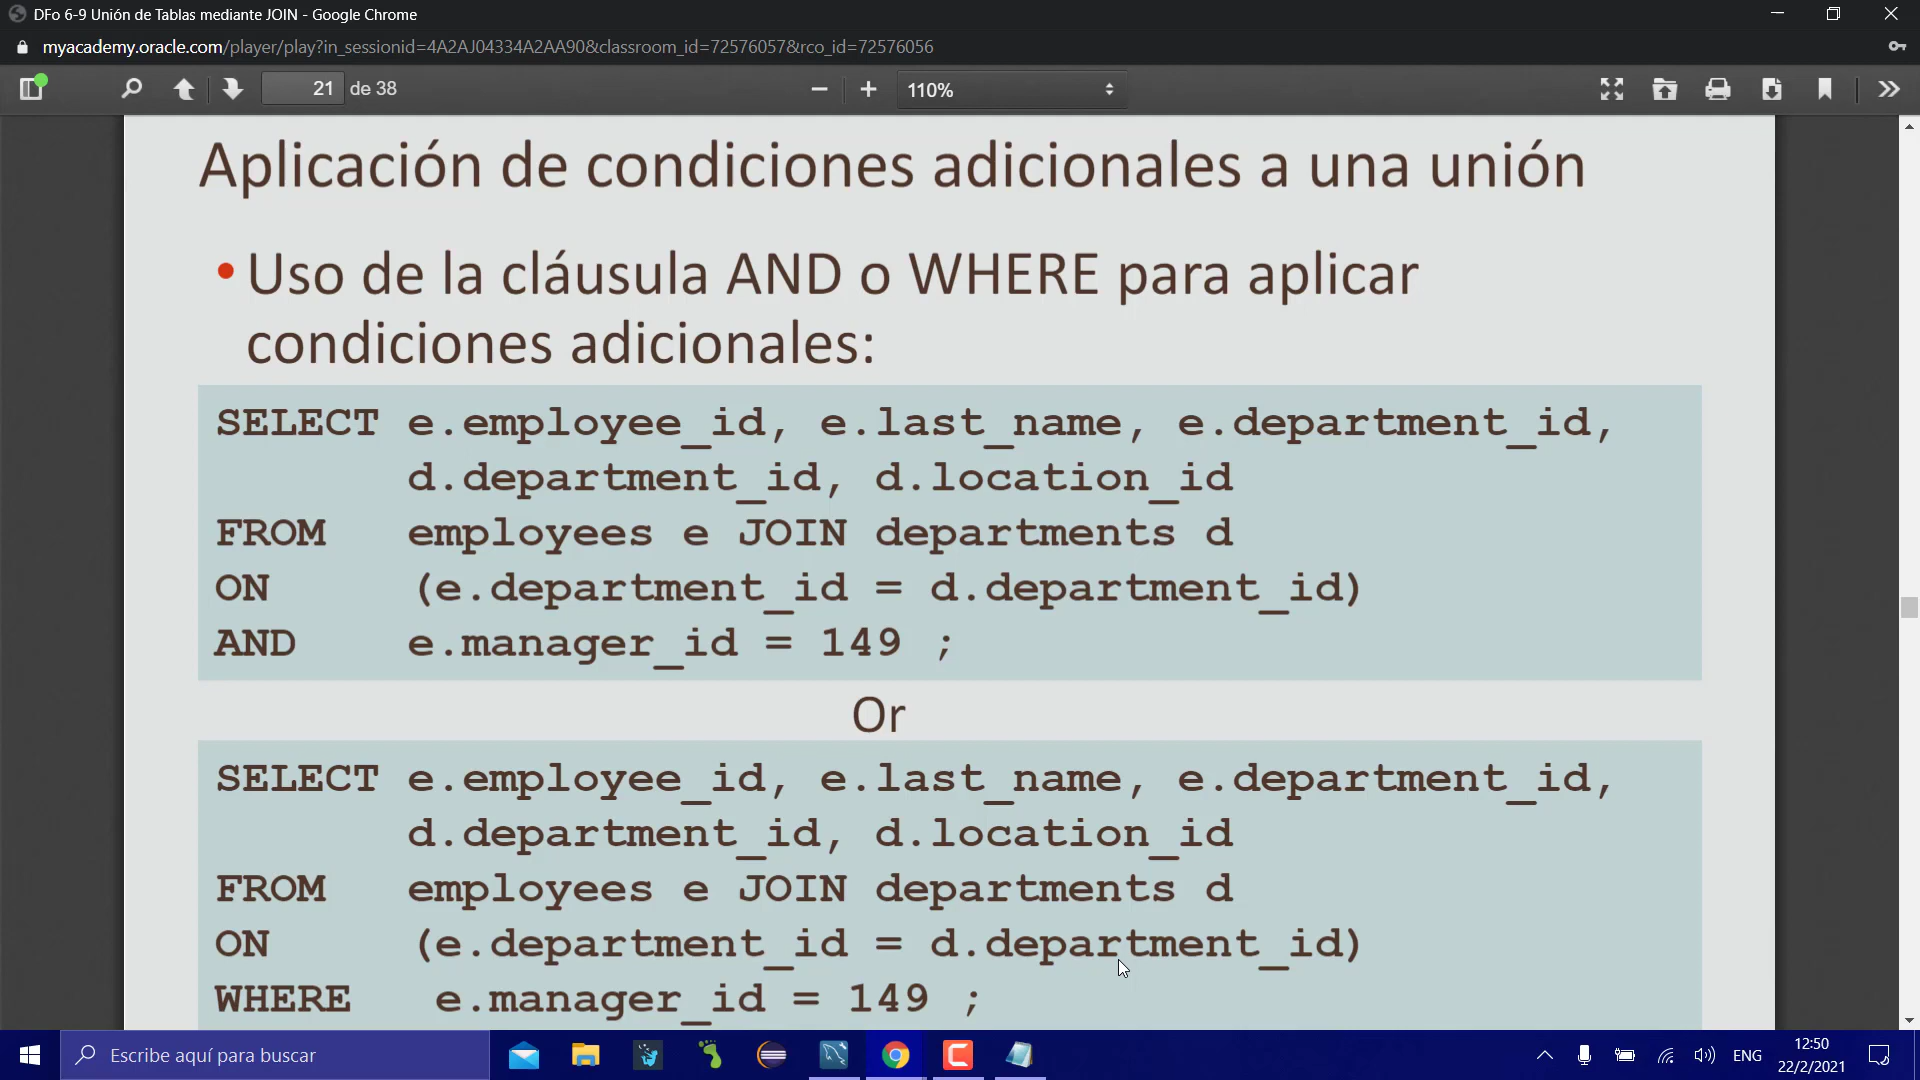 DFo 6-9 Unión de Tablas mediante JOIN - Google Chrome
myacademy.oracle.com/player/play?in_sessionid=4A2AJ04334A2AA90&classroom_id=72576057&rco_id=72576056
21 de 38
110%
Aplicación de condiciones adicionales a una unión
• Uso de la cláusula AND o WHERE para aplicar
condiciones adicionales:
SELECT e.employee_id, e.last_name, e.department_id,
d.department_id, d.location_id
FROM employees e JOIN departments d
ON (e.department_id = d.department_id)
AND e.manager_id = 149 ;
Or
SELECT e.employee_id, e.last_name, e.department_id,
d.department_id, d.location_id
FROM employees e JOIN departments d
ON (e.department_id = d.department_id)
WHERE e.manager_id = 149 ;
Escribe aquí para buscar
ENG
12:50
22/2/2021